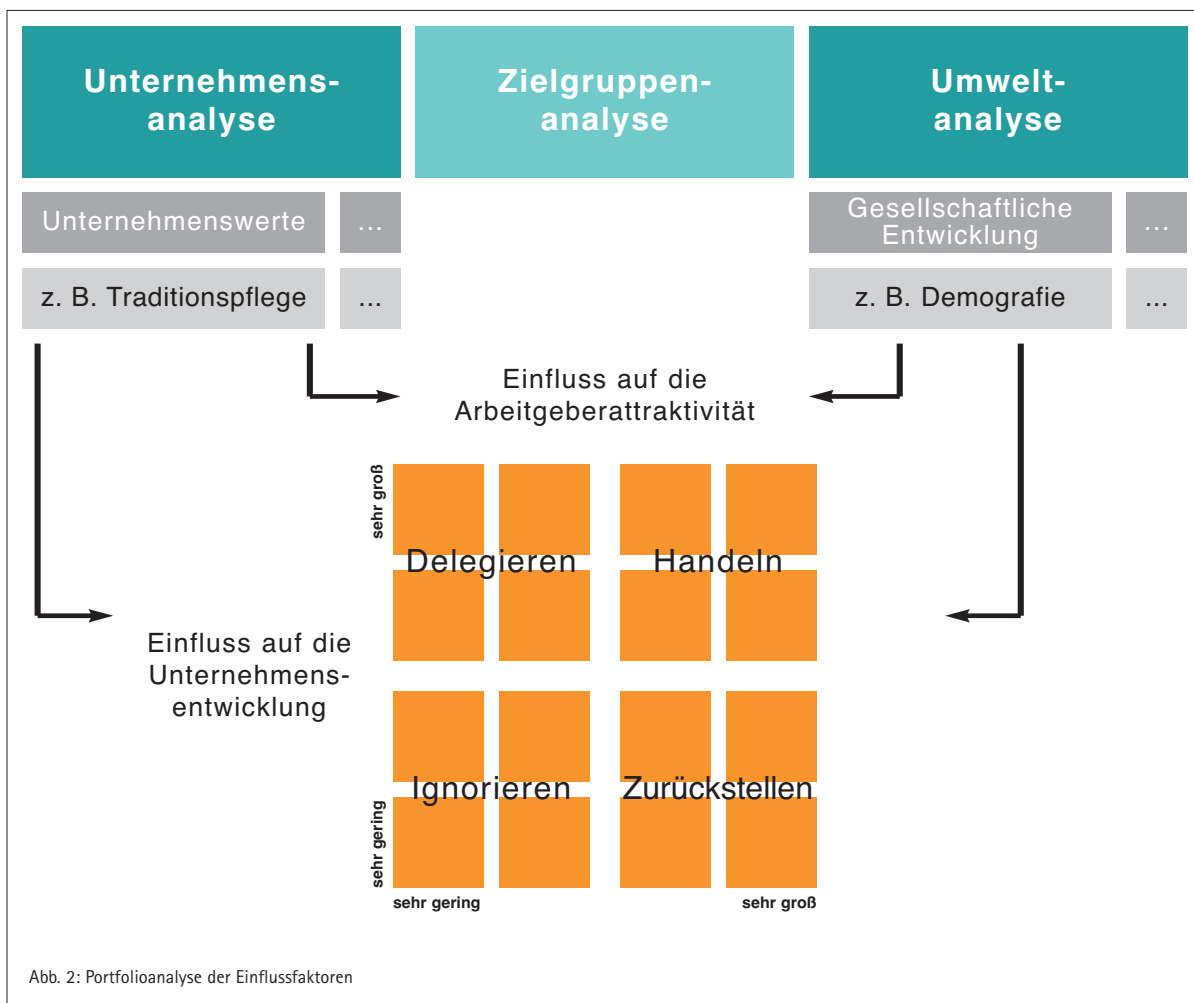 Unternehmens-
analyse
Zielgruppen-
analyse
Umwelt-
analyse
Unternehmenswerte
...
Gesellschaftliche
Entwicklung
...
z. B. Traditionspflege
...
z. B. Demografie
...
Einfluss auf die
Arbeitgeberattraktivität
sehr groß
Delegieren
Handeln
Einfluss auf die
Unternehmens-
entwicklung
Ignorieren
Zurückstellen
sehr gering
sehr gering
sehr groß
Abb. 2: Portfolioanalyse der Einflussfaktoren